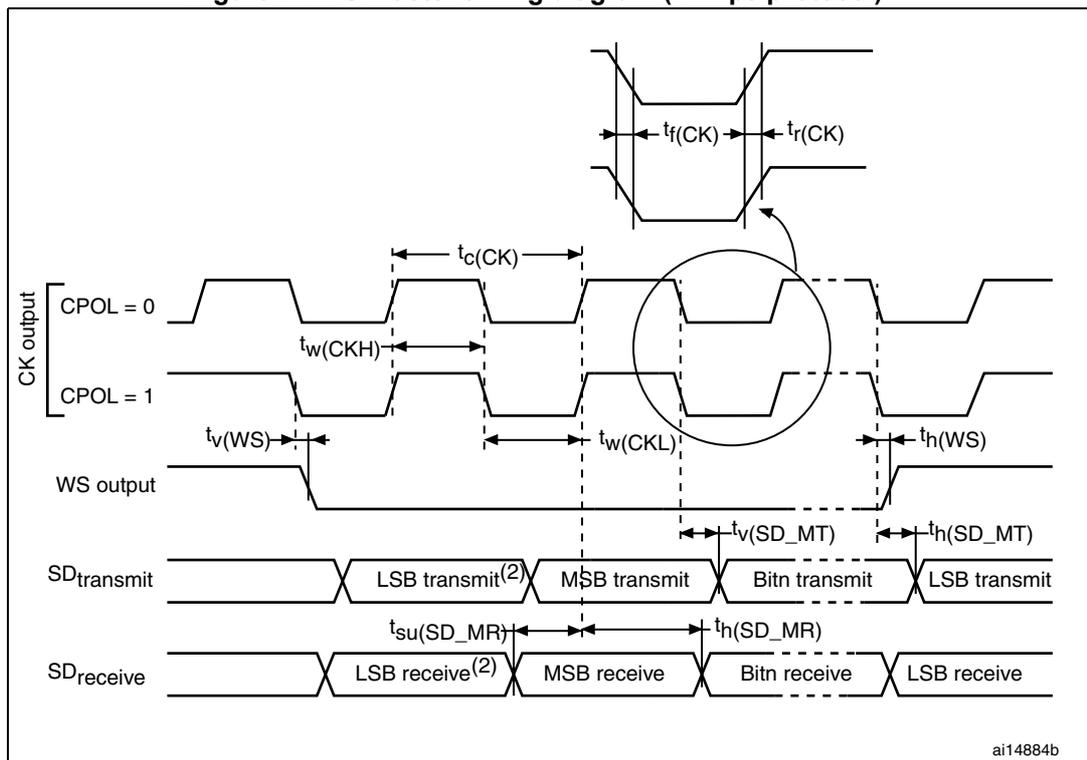 tf(CK)
tr(CK)
tc(CK)
CK output
CPOL = 0
tw(CKH)
CPOL = 1
tv(WS)
tw(CKL)
th(WS)
WS output
tv(SD_MT)
th(SD_MT)
SDtransmit
LSB transmit(2)
MSB transmit
Bitn transmit
LSB transmit
tsu(SD_MR)
th(SD_MR)
SDreceive
LSB receive(2)
MSB receive
Bitn receive
LSB receive
ai14884b